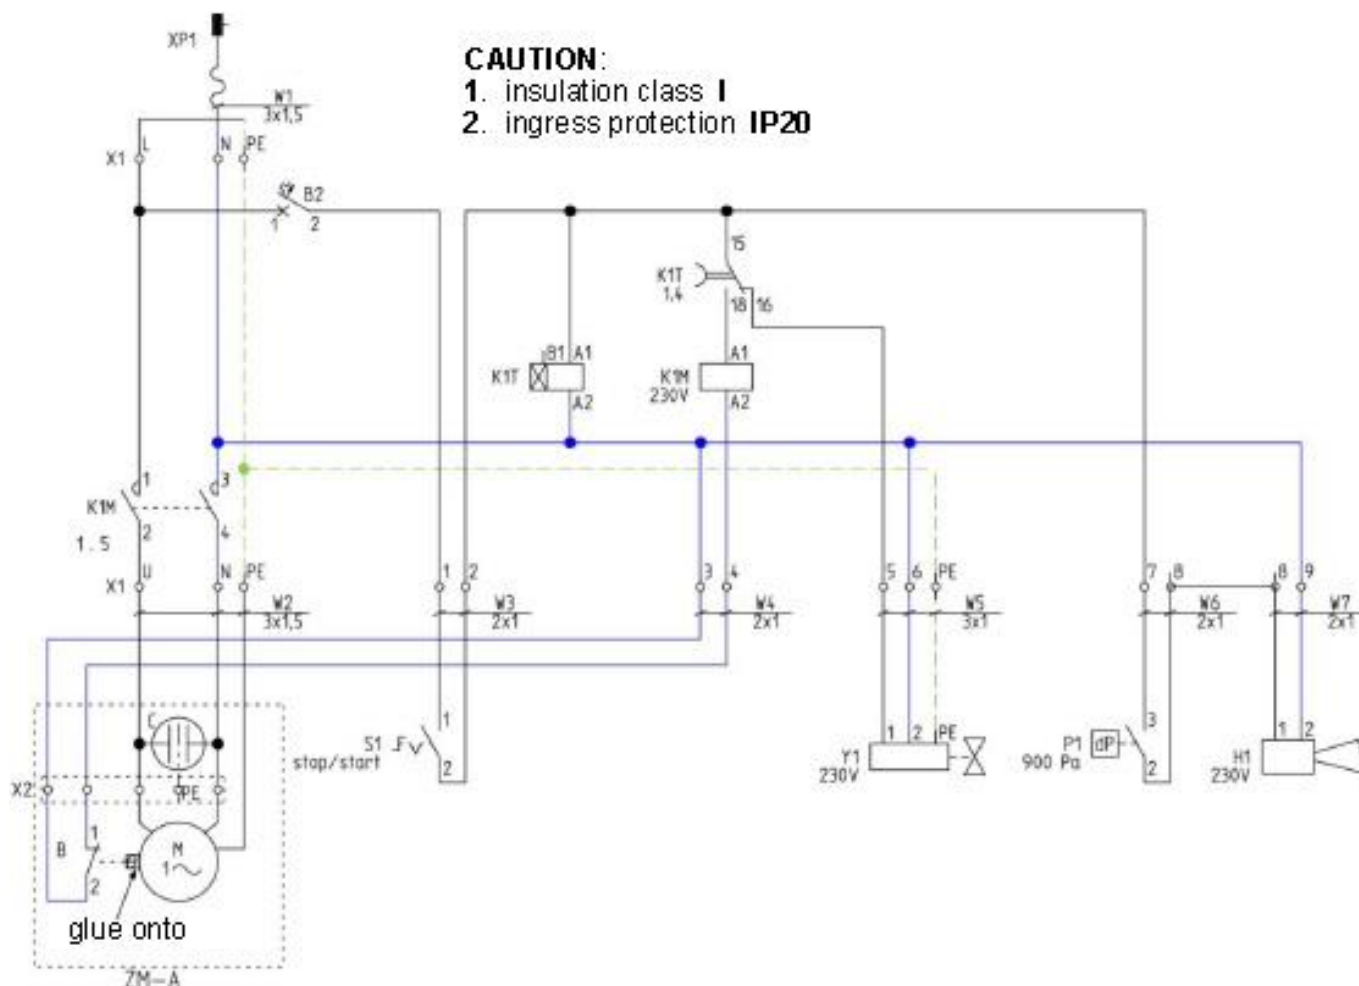 XP1
CAUTION:
1. insulation class I
2. ingress protection IP20
W1
3x1,5
X1 L N PE
B2
1 2
15
K1T
1.4
18 16
B1 A1 A1
K1T K1M
230V
A2 A2
1 3
K1M
2 4
1.5
X1 U N PE 1 2 3 4 5 6 PE 7 8 8 9
W2 W3 W4 W5 W6 W7
3x1,5 2x1 2x1 3x1 2x1 2x1
C
S1 1
stop/start 2
1 2 PE
Y1
230V
3
P1 dP
900 Pa 2
1 2
H1
230V
X2 PE
B 1 M
1~
2
glue onto
ZM-A